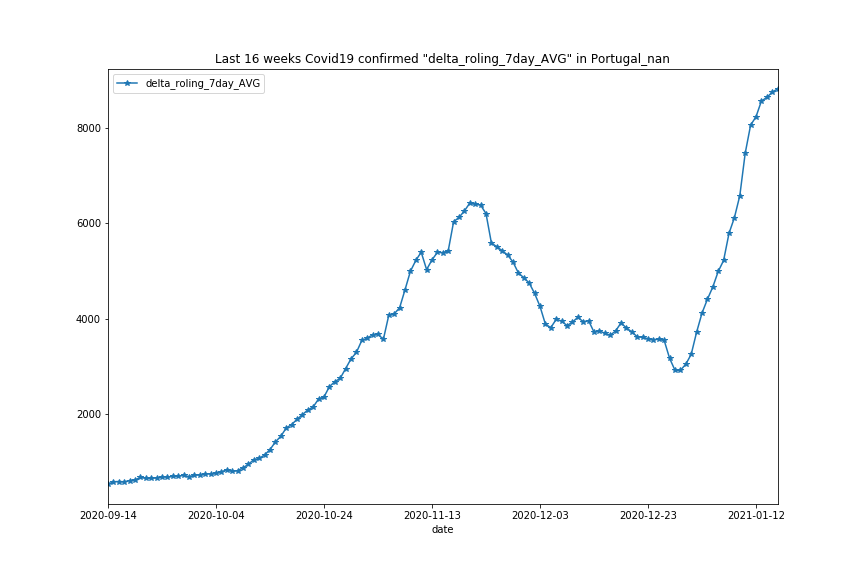 Last 16 weeks Covid19 confirmed "delta_roling_7day_AVG" in Portugal_nan
delta_roling_7day_AVG
8000
6000
4000
2000
2020-09-14 2020-10-04 2020-10-24 2020-11-13 2020-12-03 2020-12-23 2021-01-12
date